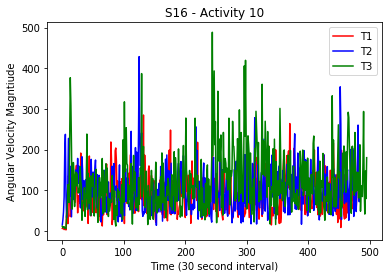 S16 - Activity 10
T1
T2
T3
Angular Velocity Magntiude
500
400
300
200
100
0
0
100
200
300
400
500
Time (30 second interval)